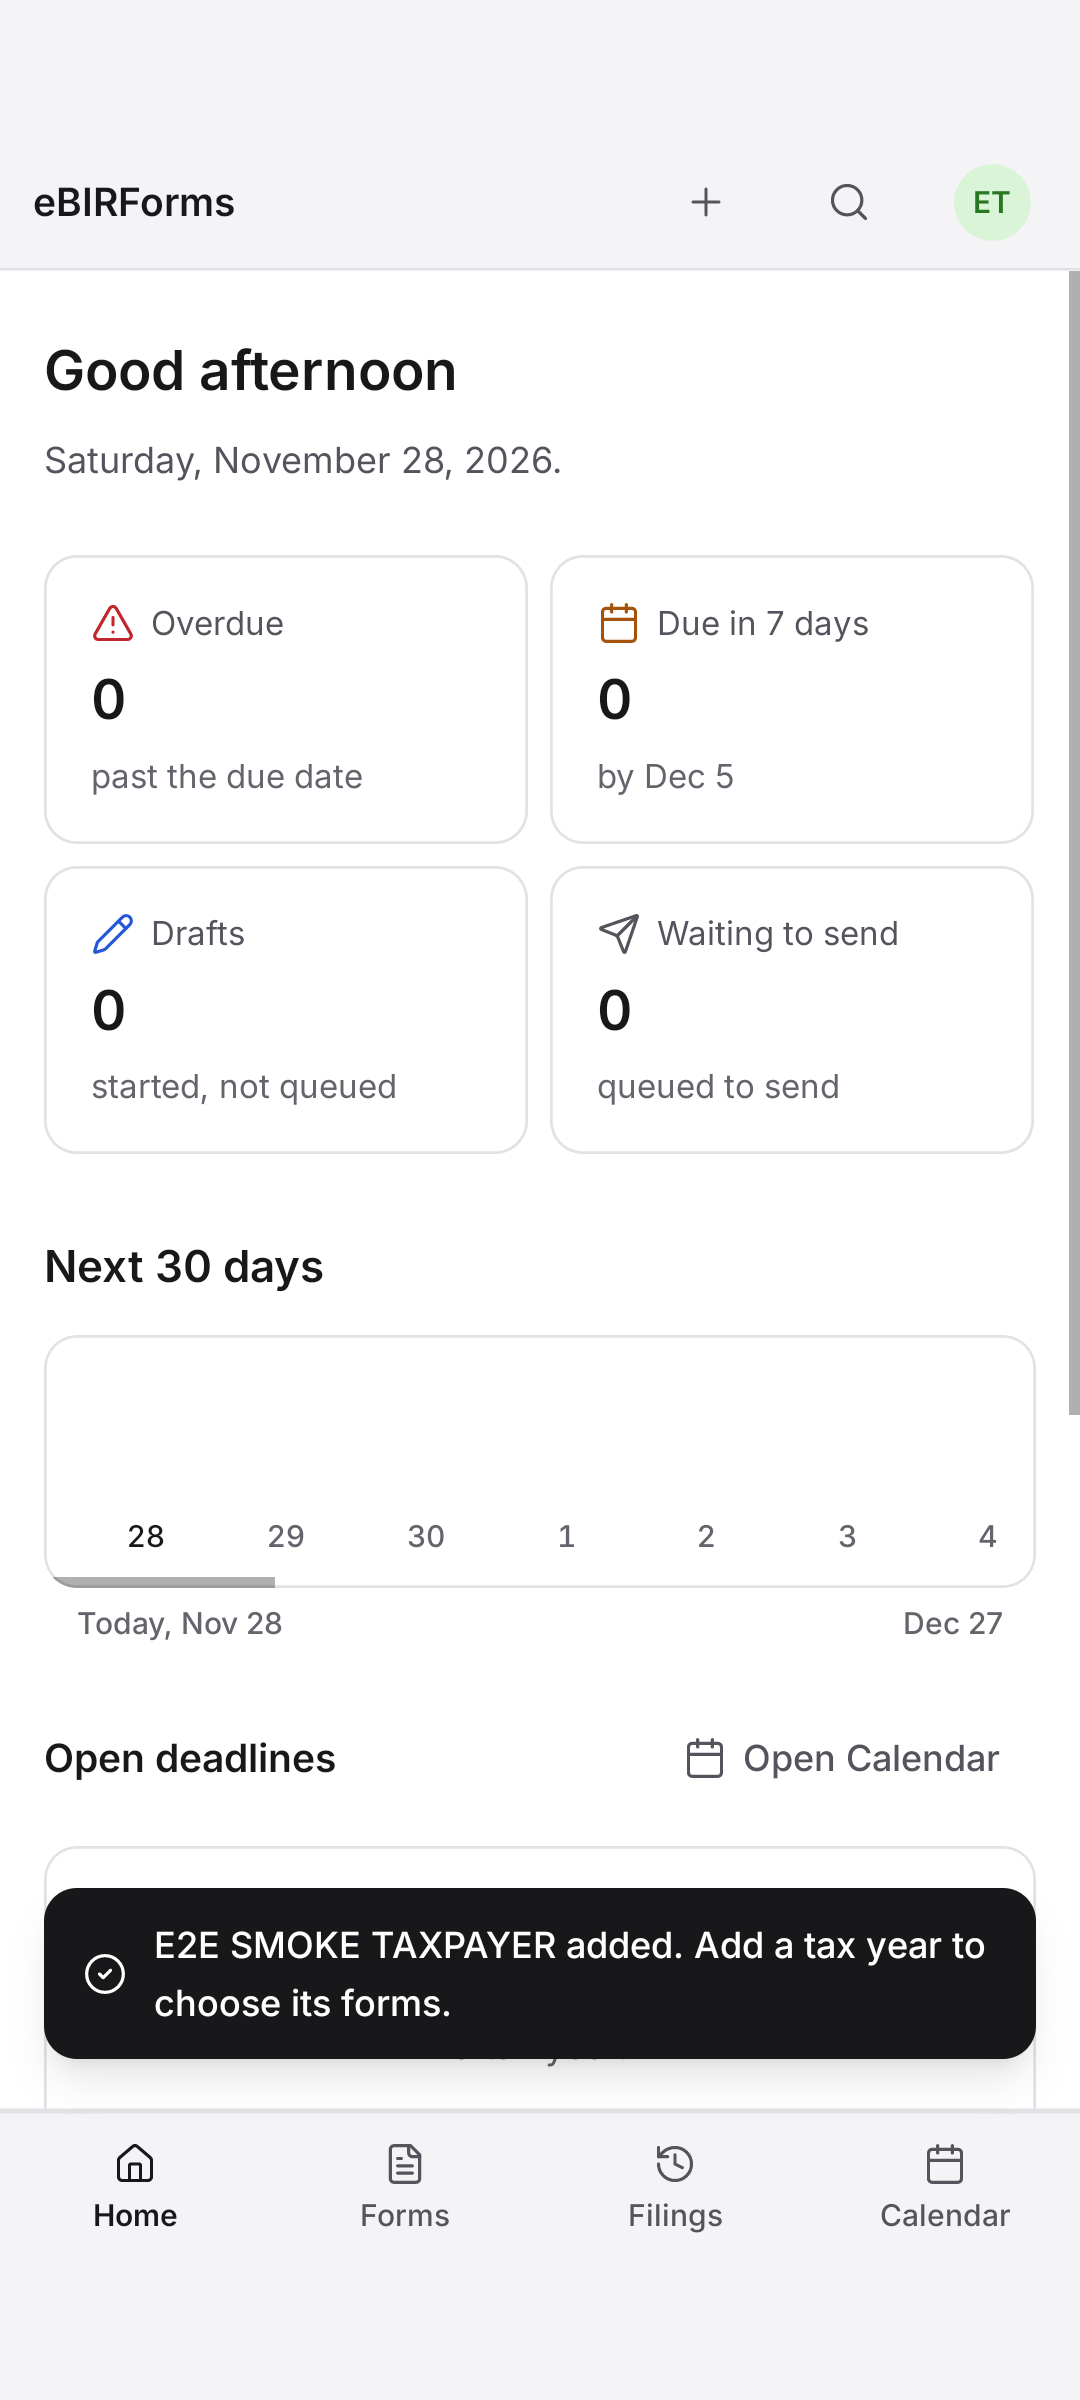 eBIRForms
ET
Good afternoon
Saturday, November 28, 2026.
Overdue
0
past the due date
Due in 7 days
0
by Dec 5
Drafts
0
started, not queued
Waiting to send
0
queued to send
Next 30 days
28 29 30 1 2 3 4
Today, Nov 28 Dec 27
Open deadlines Open Calendar
E2E SMOKE TAXPAYER added. Add a tax year to
choose its forms.
Home Forms Filings Calendar